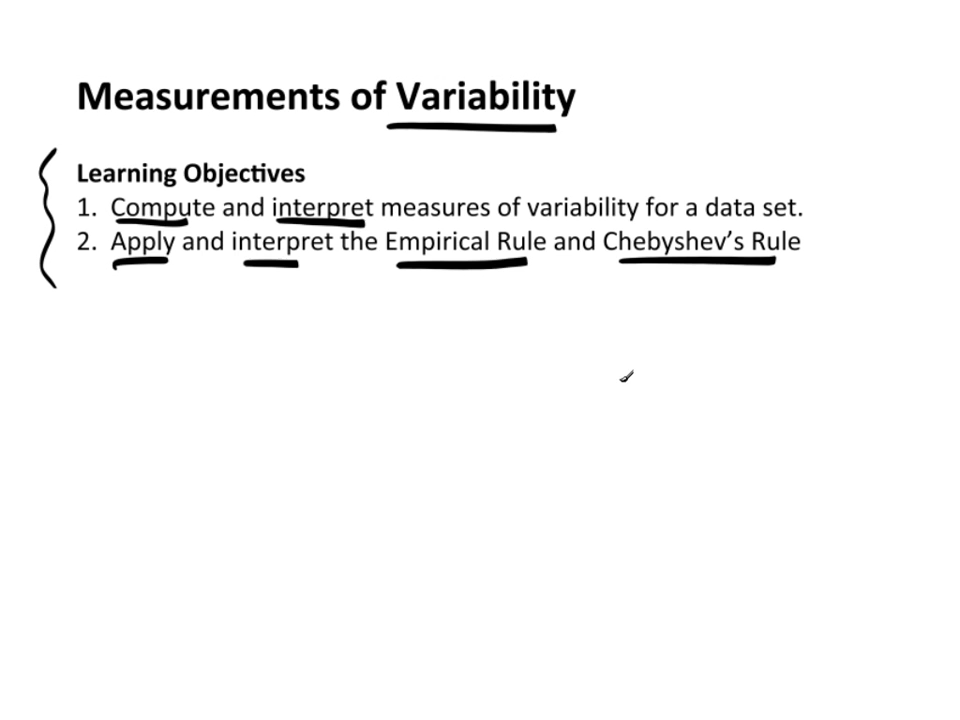 Measurements of Variability
Learning Objectives
1. Compute and interpret measures of variability for a data set.
2. Apply and interpret the Empirical Rule and Chebyshev’s Rule